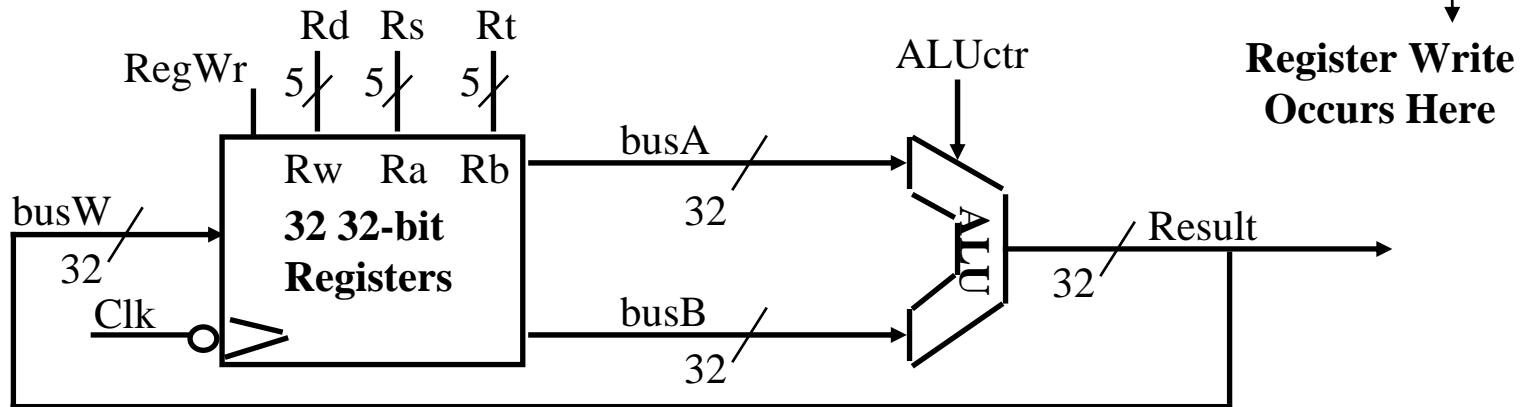 Rd Rs Rt
RegWr 5 5 5
ALUctr
Register Write
Occurs Here
Rw Ra Rb
busA
32
busW
32
32 32-bit
Registers
Clk
busB
32
ALU
Result
32